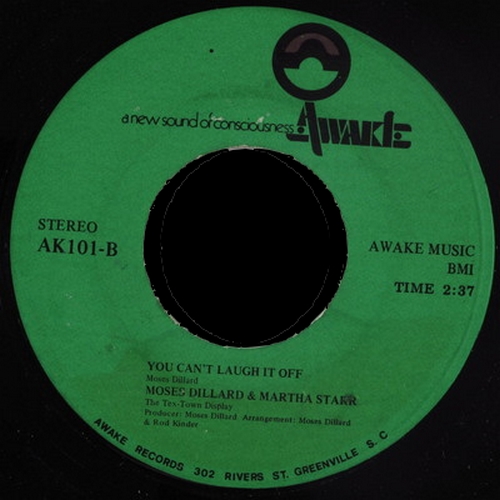 a new sound of consciousness AWAKE
STEREO
AK101-B
AWAKE MUSIC
BMI
TIME 2:37
YOU CAN'T LAUGH IT OFF
Moses Dillard
MOSES DILLARD & MARTHA STARR
The Tex-Town Display
Producer: Moses Dillard Arrangement: Moses Dillard
& Rod Kinder
AWAKE RECORDS 302 RIVERS ST. GREENVILLE S. C